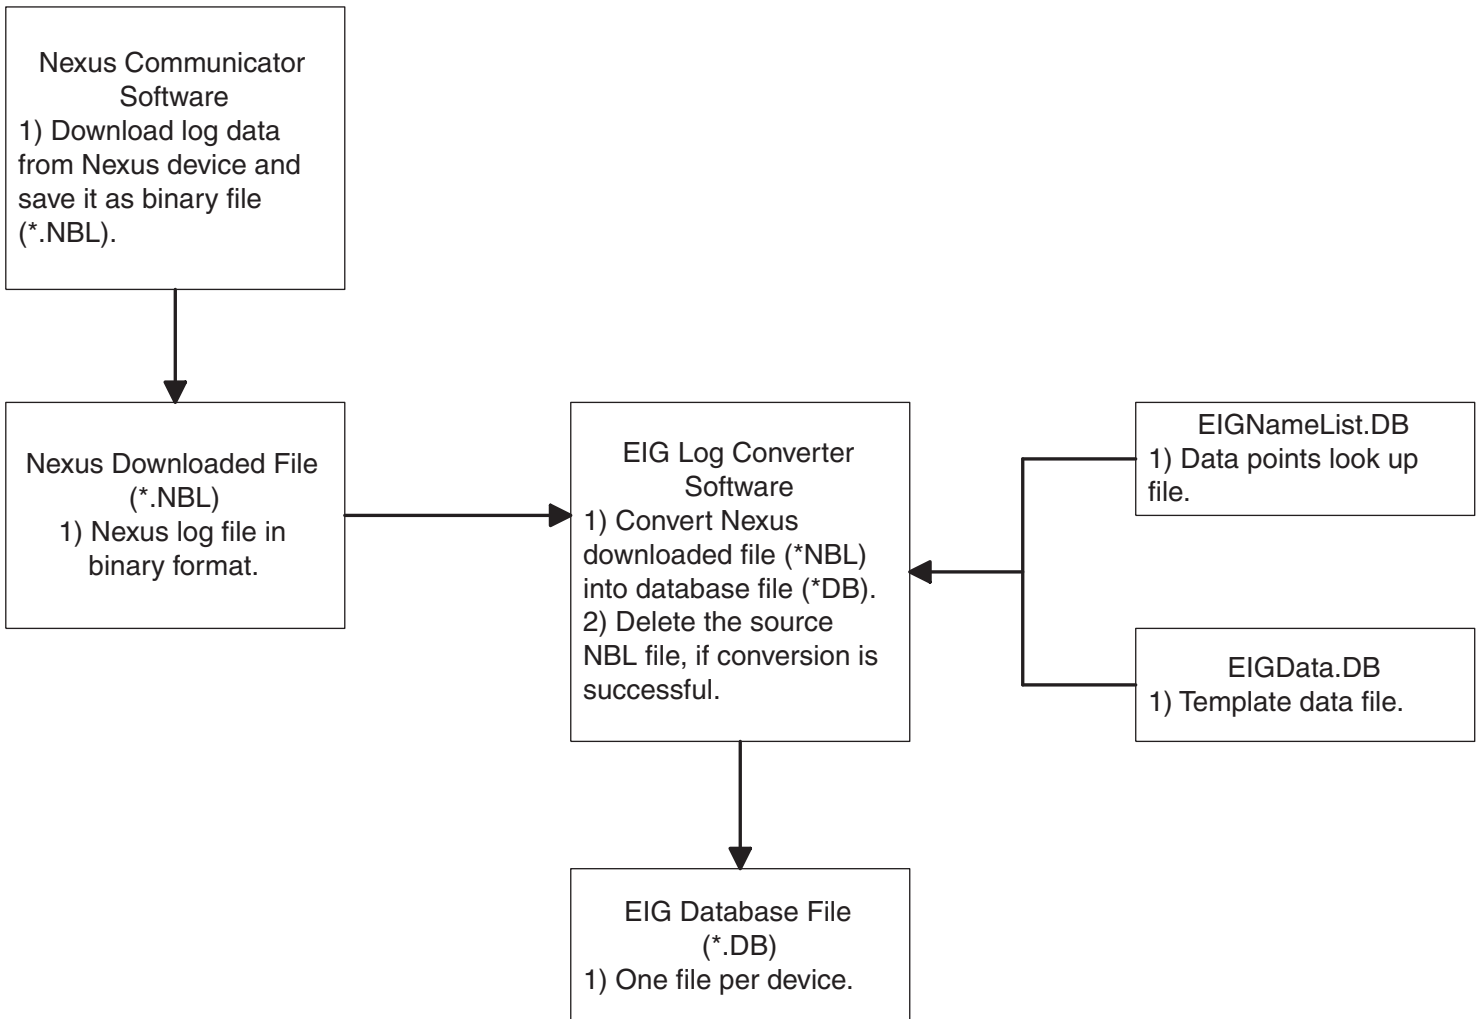 Nexus Communicator
Software
1) Download log data
from Nexus device and
save it as binary file
(*.NBL).
Nexus Downloaded File
(*.NBL)
1) Nexus log file in
binary format.
EIG Log Converter
Software
1) Convert Nexus
downloaded file (*NBL)
into database file (*DB).
2) Delete the source
NBL file, if conversion is
successful.
EIGNameList.DB
1) Data points look up
file.
EIGData.DB
1) Template data file.
EIG Database File
(*.DB)
1) One file per device.